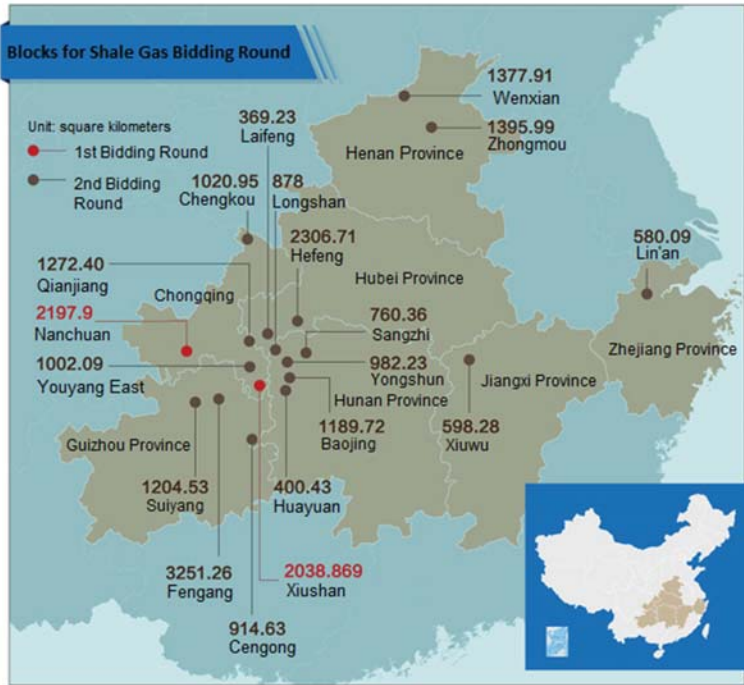 Blocks for Shale Gas Bidding Round
Unit: square kilometers
1st Bidding Round
2nd Bidding
Round
1377.91
Wenxian
1395.99
Zhongmou
Henan Province
369.23
Laifeng
1020.95
Chengkou
878
Longshan
2306.71
Hefeng
580.09
Lin'an
1272.40
Qianjiang
Chongqing
Hubei Province
2197.9
Nanchuan
760.36
Sangzhi
Zhejiang Province
1002.09
Youyang East
982.23
Yongshun
Jiangxi Province
Hunan Province
Guizhou Province
1189.72
Baojing
598.28
Xiuwu
1204.53
Suiyang
400.43
Huayuan
3251.26
Fengang
2038.869
Xiushan
914.63
Cengong